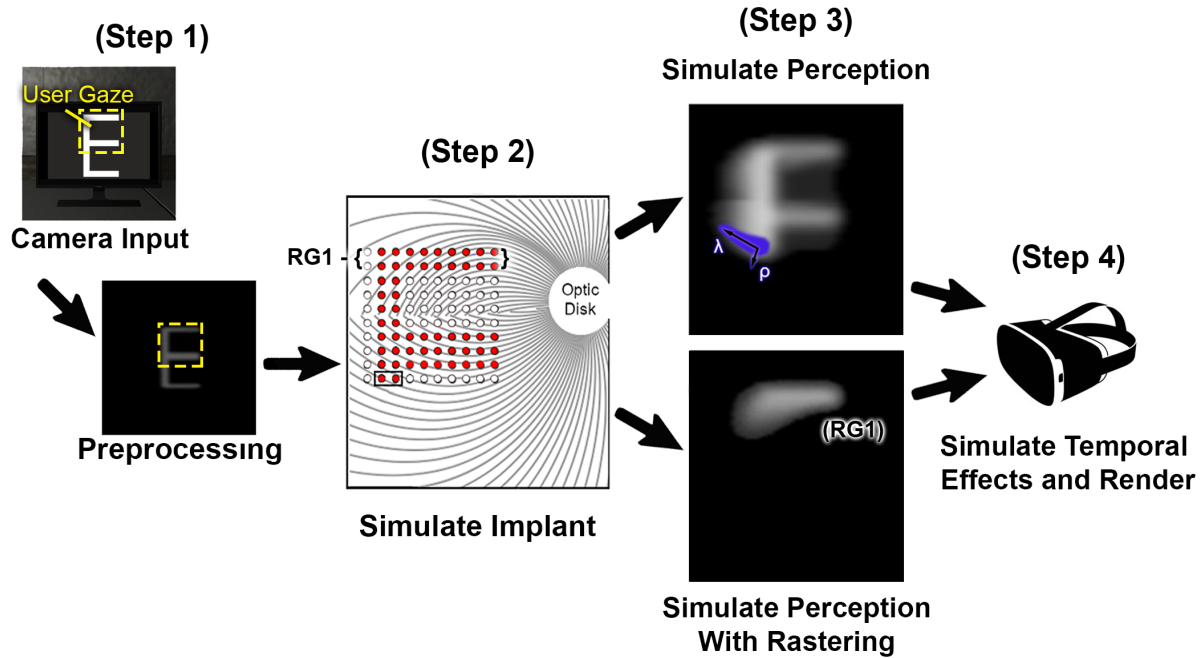 (Step 1)
User Gaze
Camera Input
Preprocessing
(Step 2)
RG1 - {
}
Optic
Disk
Simulate Implant
(Step 3)
Simulate Perception
λ
ρ
(RG1)
Simulate Perception
With Rastering
(Step 4)
Simulate Temporal
Effects and Render